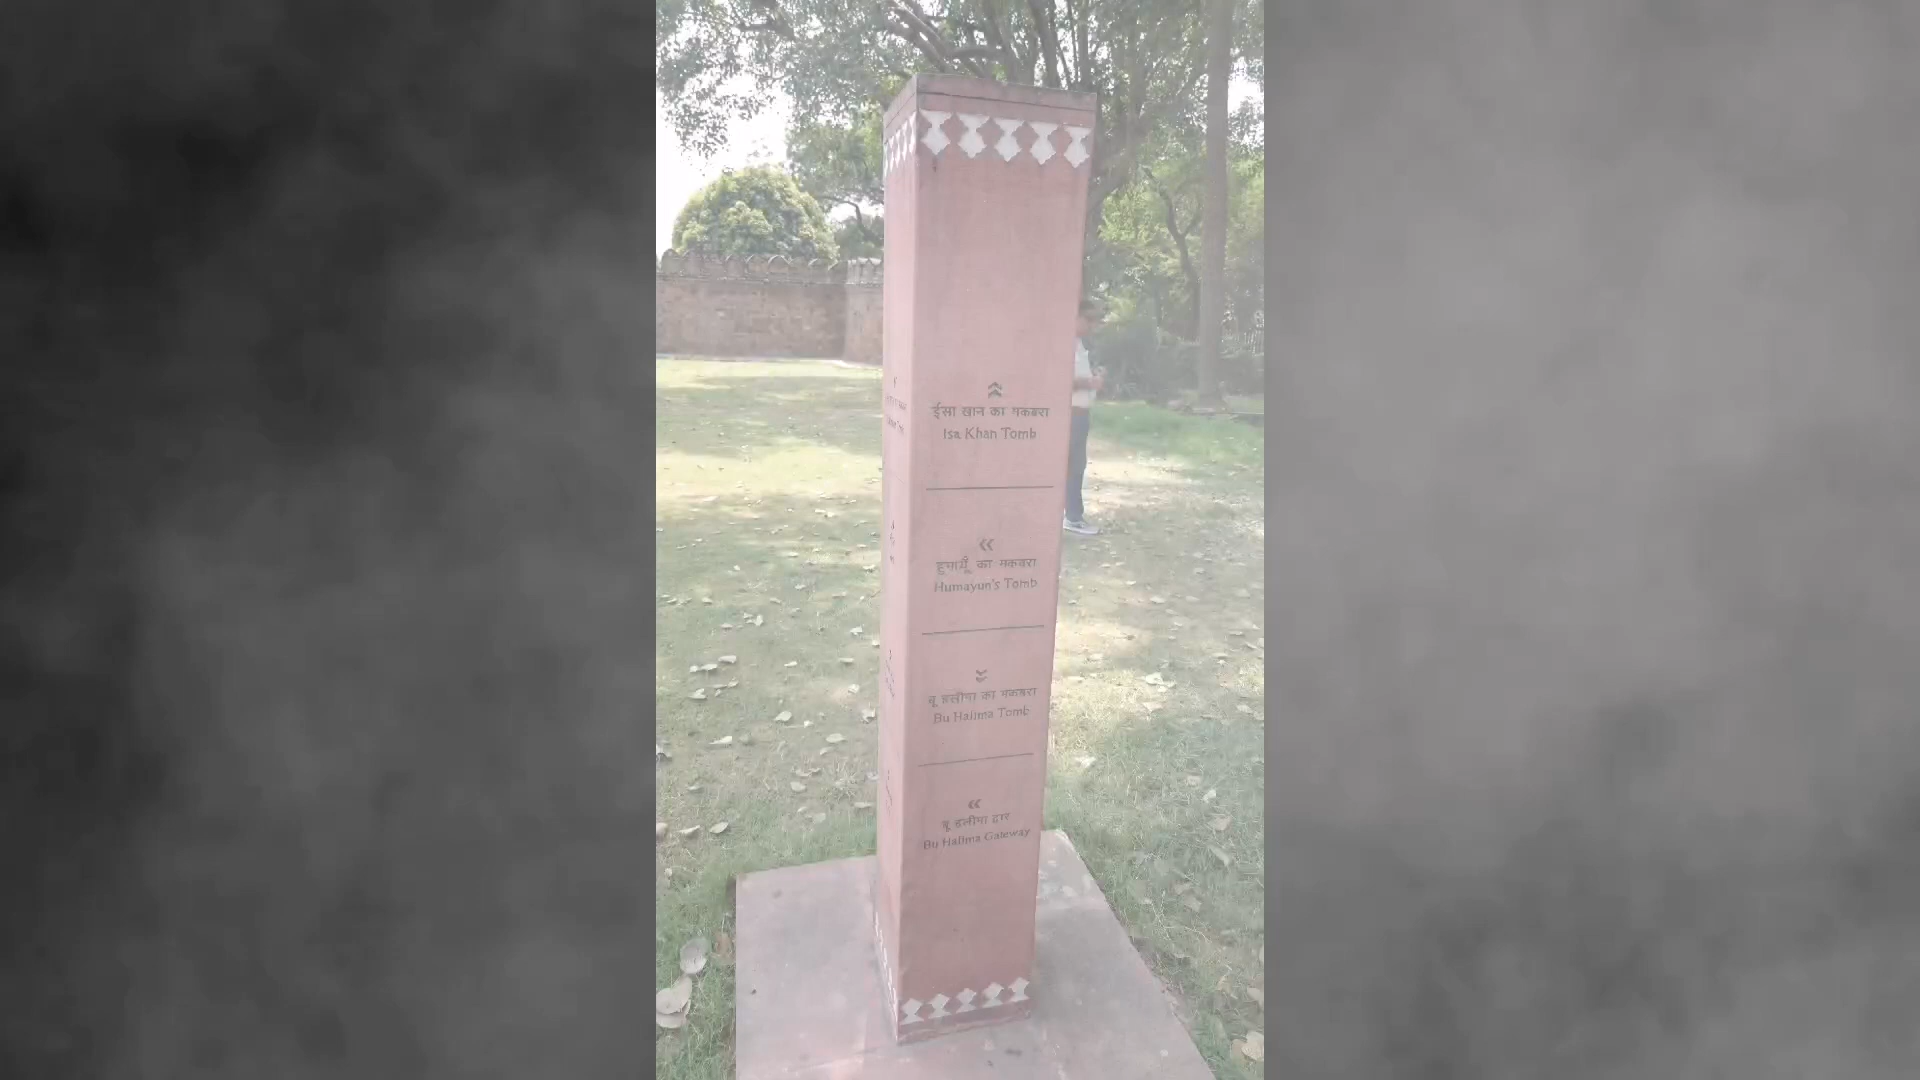 ईसा खान का मकबरा
Isa Khan Tomb
हुमायूँ का मकबरा
Humayun's Tomb
बू हलीमा का मकबरा
Bu Halima Tomb
बू हलीमा द्वार
Bu Halima Gateway